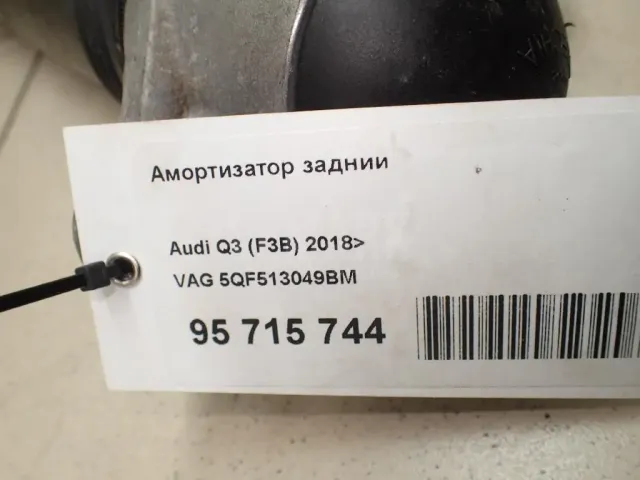 Амортизатор заднии
Audi Q3 (F3B) 2018>
VAG 5QF513049BM
95 715 744